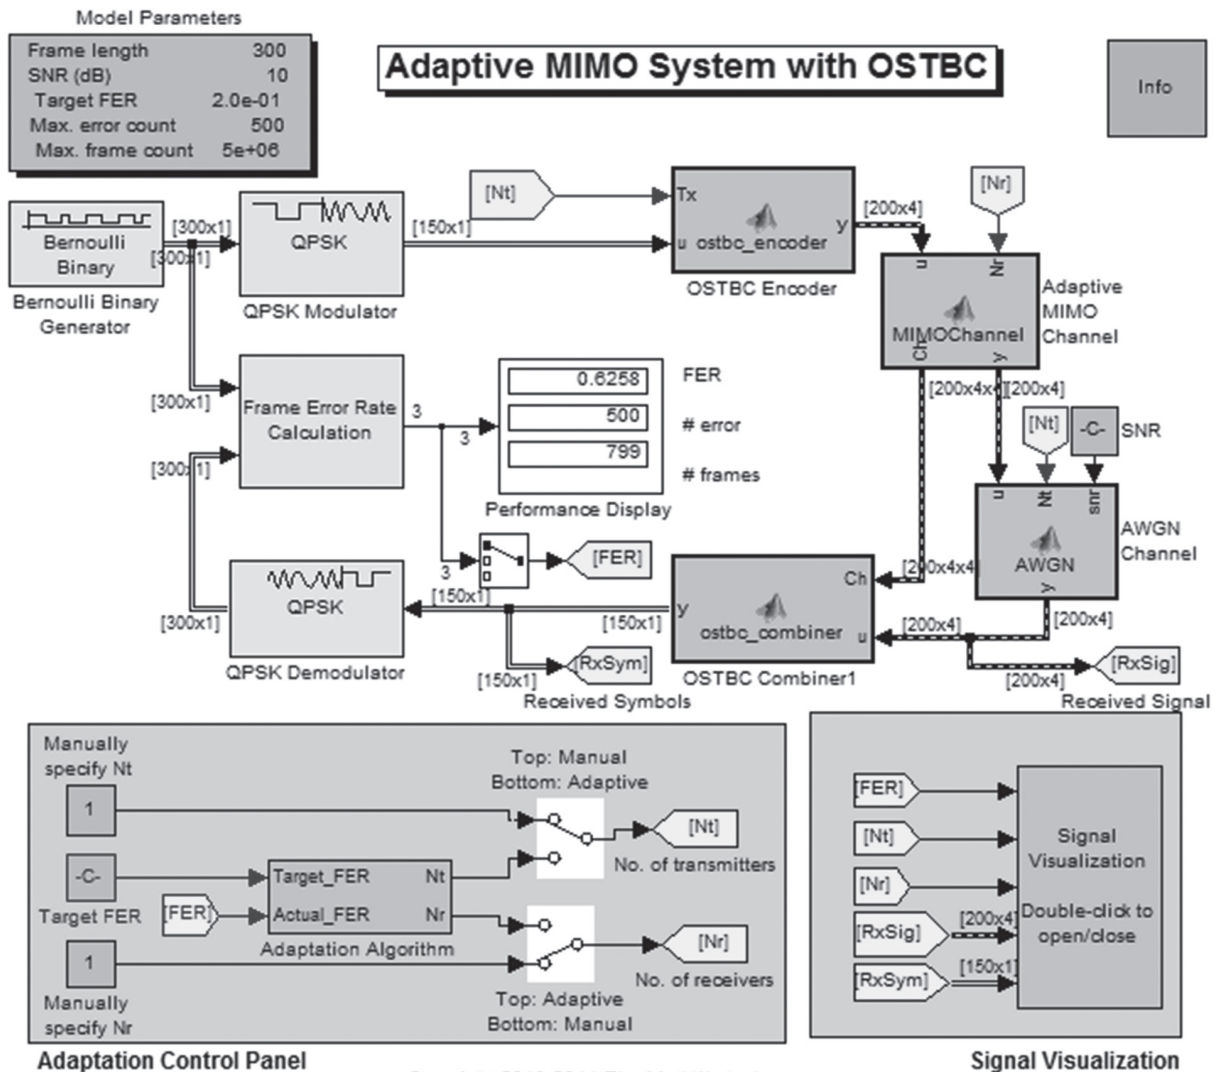 Model Parameters
Frame length 300
SNR (dB) 10
Target FER 2.0e-01
Max. error count 500
Max. frame count 5e+06
Adaptive MIMO System with OSTBC
Info
Bernoulli
Binary
Bernoulli Binary
Generator
[300x1]
[300x1]
QPSK
QPSK Modulator
[150x1]
[Nt]
Tx
u
ostbc_encoder
y
OSTBC Encoder
[200x4]
[Nr]
u
Nr
MIMOChannel
Ch
y
Adaptive
MIMO
Channel
[200x4x4]
[200x4]
[300x1]
[300x1]
Frame Error Rate
Calculation
3
3
3
0.6258
500
799
FER
# error
# frames
Performance Display
[FER]
[Nt]
-C-
SNR
u
Nt
snr
AWGN
y
AWGN
Channel
[200x4x4]
[200x4]
[200x4]
[200x4]
[RxSig]
Received Signal
Ch
u
ostbc_combiner
y
OSTBC Combiner1
[150x1]
[150x1]
[150x1]
[RxSym]
Received Symbols
QPSK
QPSK Demodulator
[300x1]
Manually
specify Nt
1
-C-
Target FER
[FER]
Target_FER
Actual_FER
Nt
Nr
Adaptation Algorithm
1
Manually
specify Nr
Top: Manual
Bottom: Adaptive
[Nt]
No. of transmitters
[Nr]
No. of receivers
Top: Adaptive
Bottom: Manual
Adaptation Control Panel
[FER]
[Nt]
[Nr]
[RxSig]
[200x4]
[RxSym]
[150x1]
Signal
Visualization
Double-click to
open/close
Signal Visualization